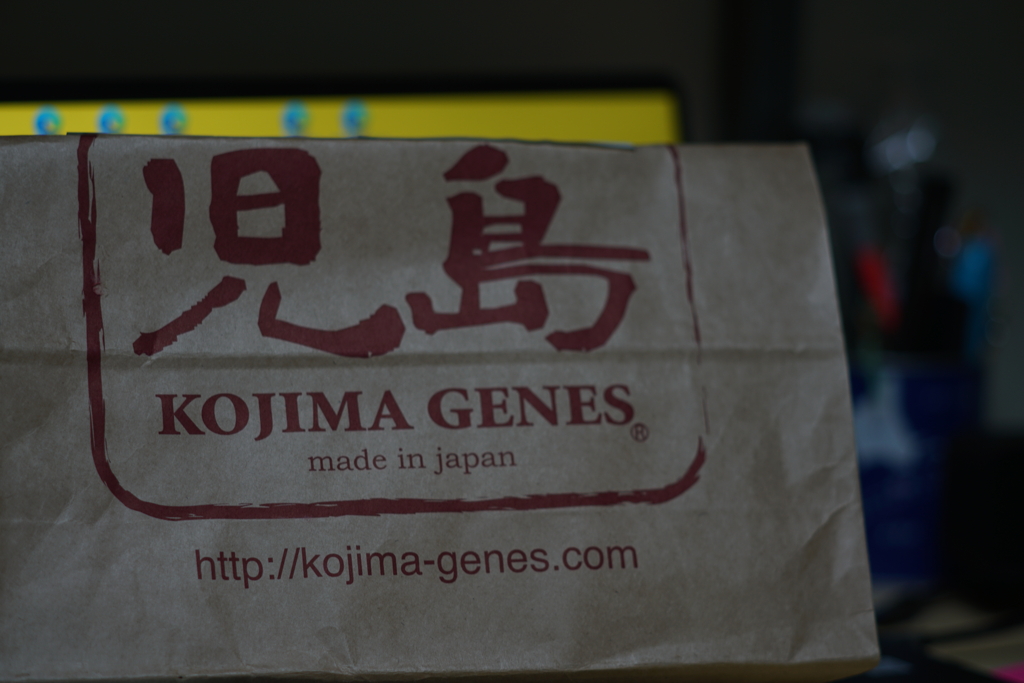 児島
KOJIMA GENES®
made in japan
http://kojima-genes.com